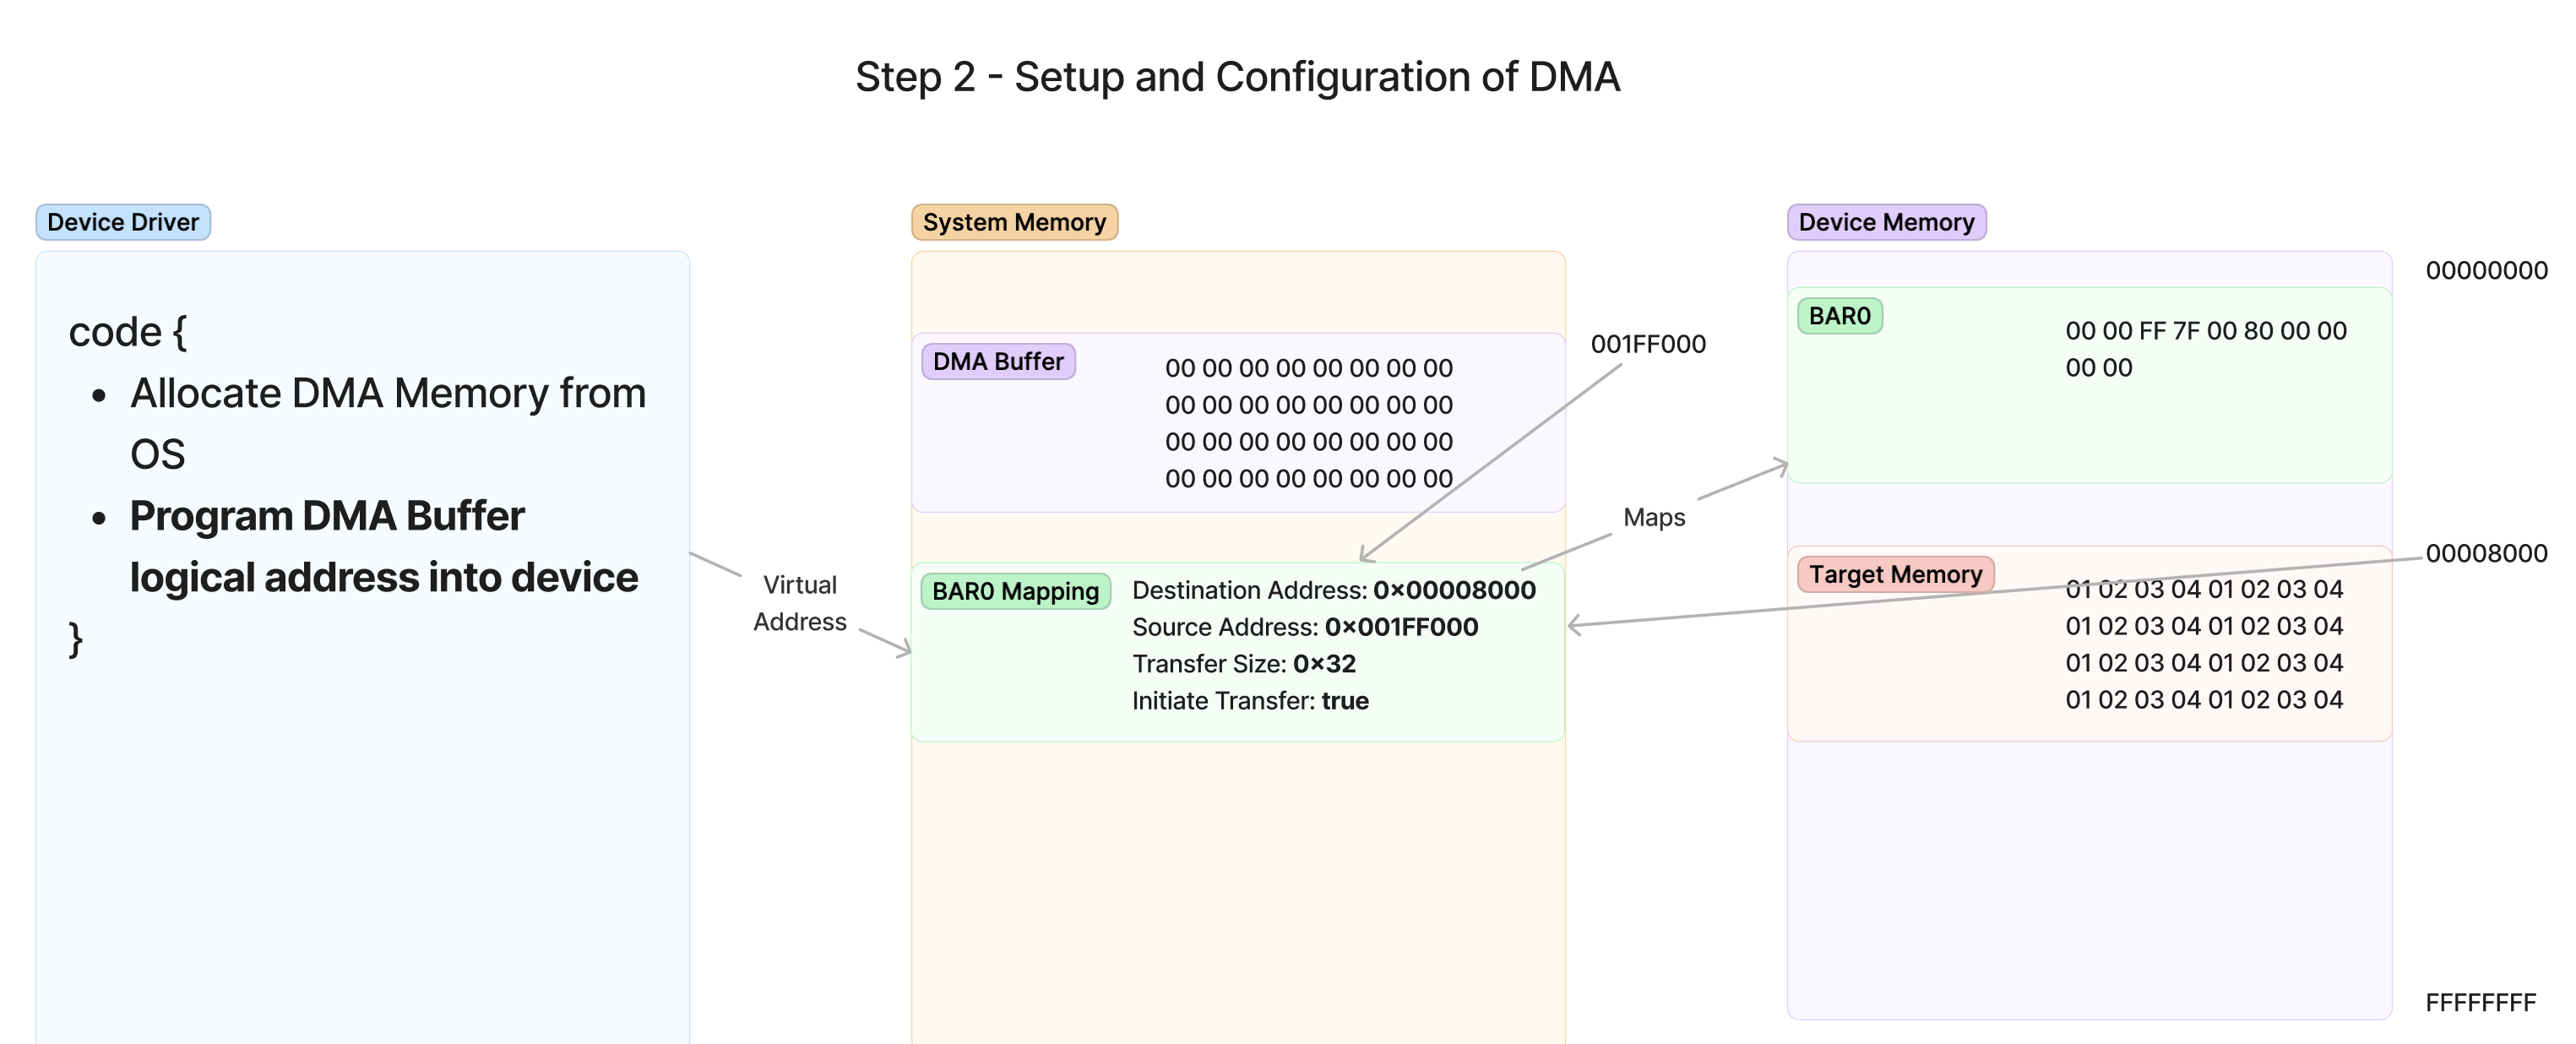 Step 2 - Setup and Configuration of DMA
Device Driver
code {
• Allocate DMA Memory from
OS
• Program DMA Buffer
logical address into device
}
Virtual
Address
System Memory
DMA Buffer
00 00 00 00 00 00 00 00
00 00 00 00 00 00 00 00
00 00 00 00 00 00 00 00
00 00 00 00 00 00 00 00
BAR0 Mapping
Destination Address: 0×00008000
Source Address: 0×001FF000
Transfer Size: 0×32
Initiate Transfer: true
001FF000
Maps
Device Memory
BAR0
00 00 FF 7F 00 80 00 00
00 00
Target Memory
01 02 03 04 01 02 03 04
01 02 03 04 01 02 03 04
01 02 03 04 01 02 03 04
01 02 03 04 01 02 03 04
00000000
00008000
FFFFFFFF